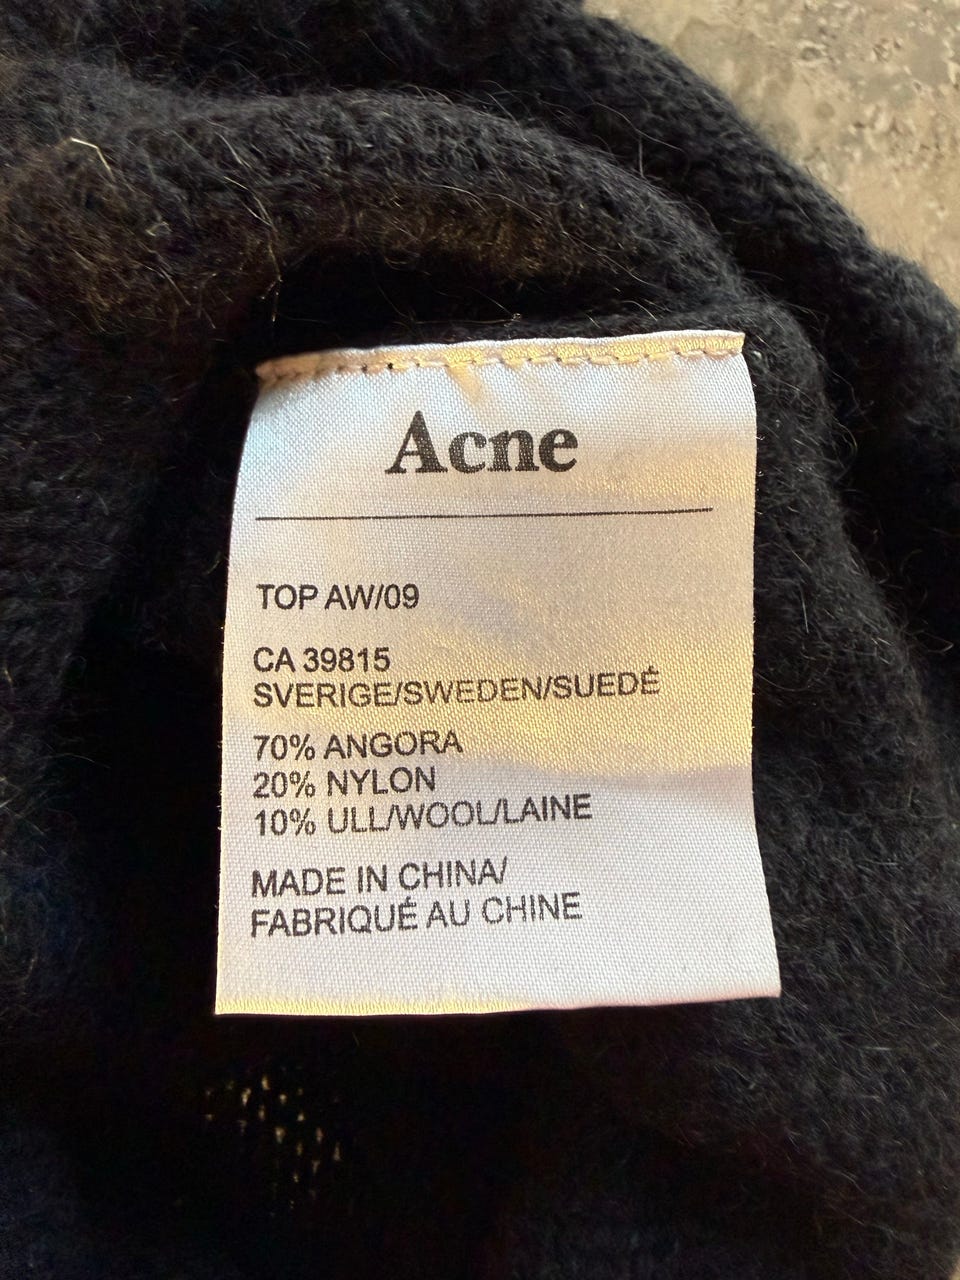 Acne
TOP AW/09
CA 39815
SVERIGE/SWEDEN/SUEDÉ
70% ANGORA
20% NYLON
10% ULL/WOOL/LAINE
MADE IN CHINA/
FABRIQUÉ AU CHINE